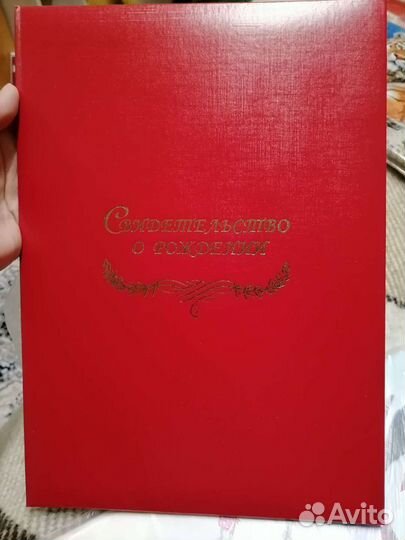 Свидетельство
о рождении
Avito